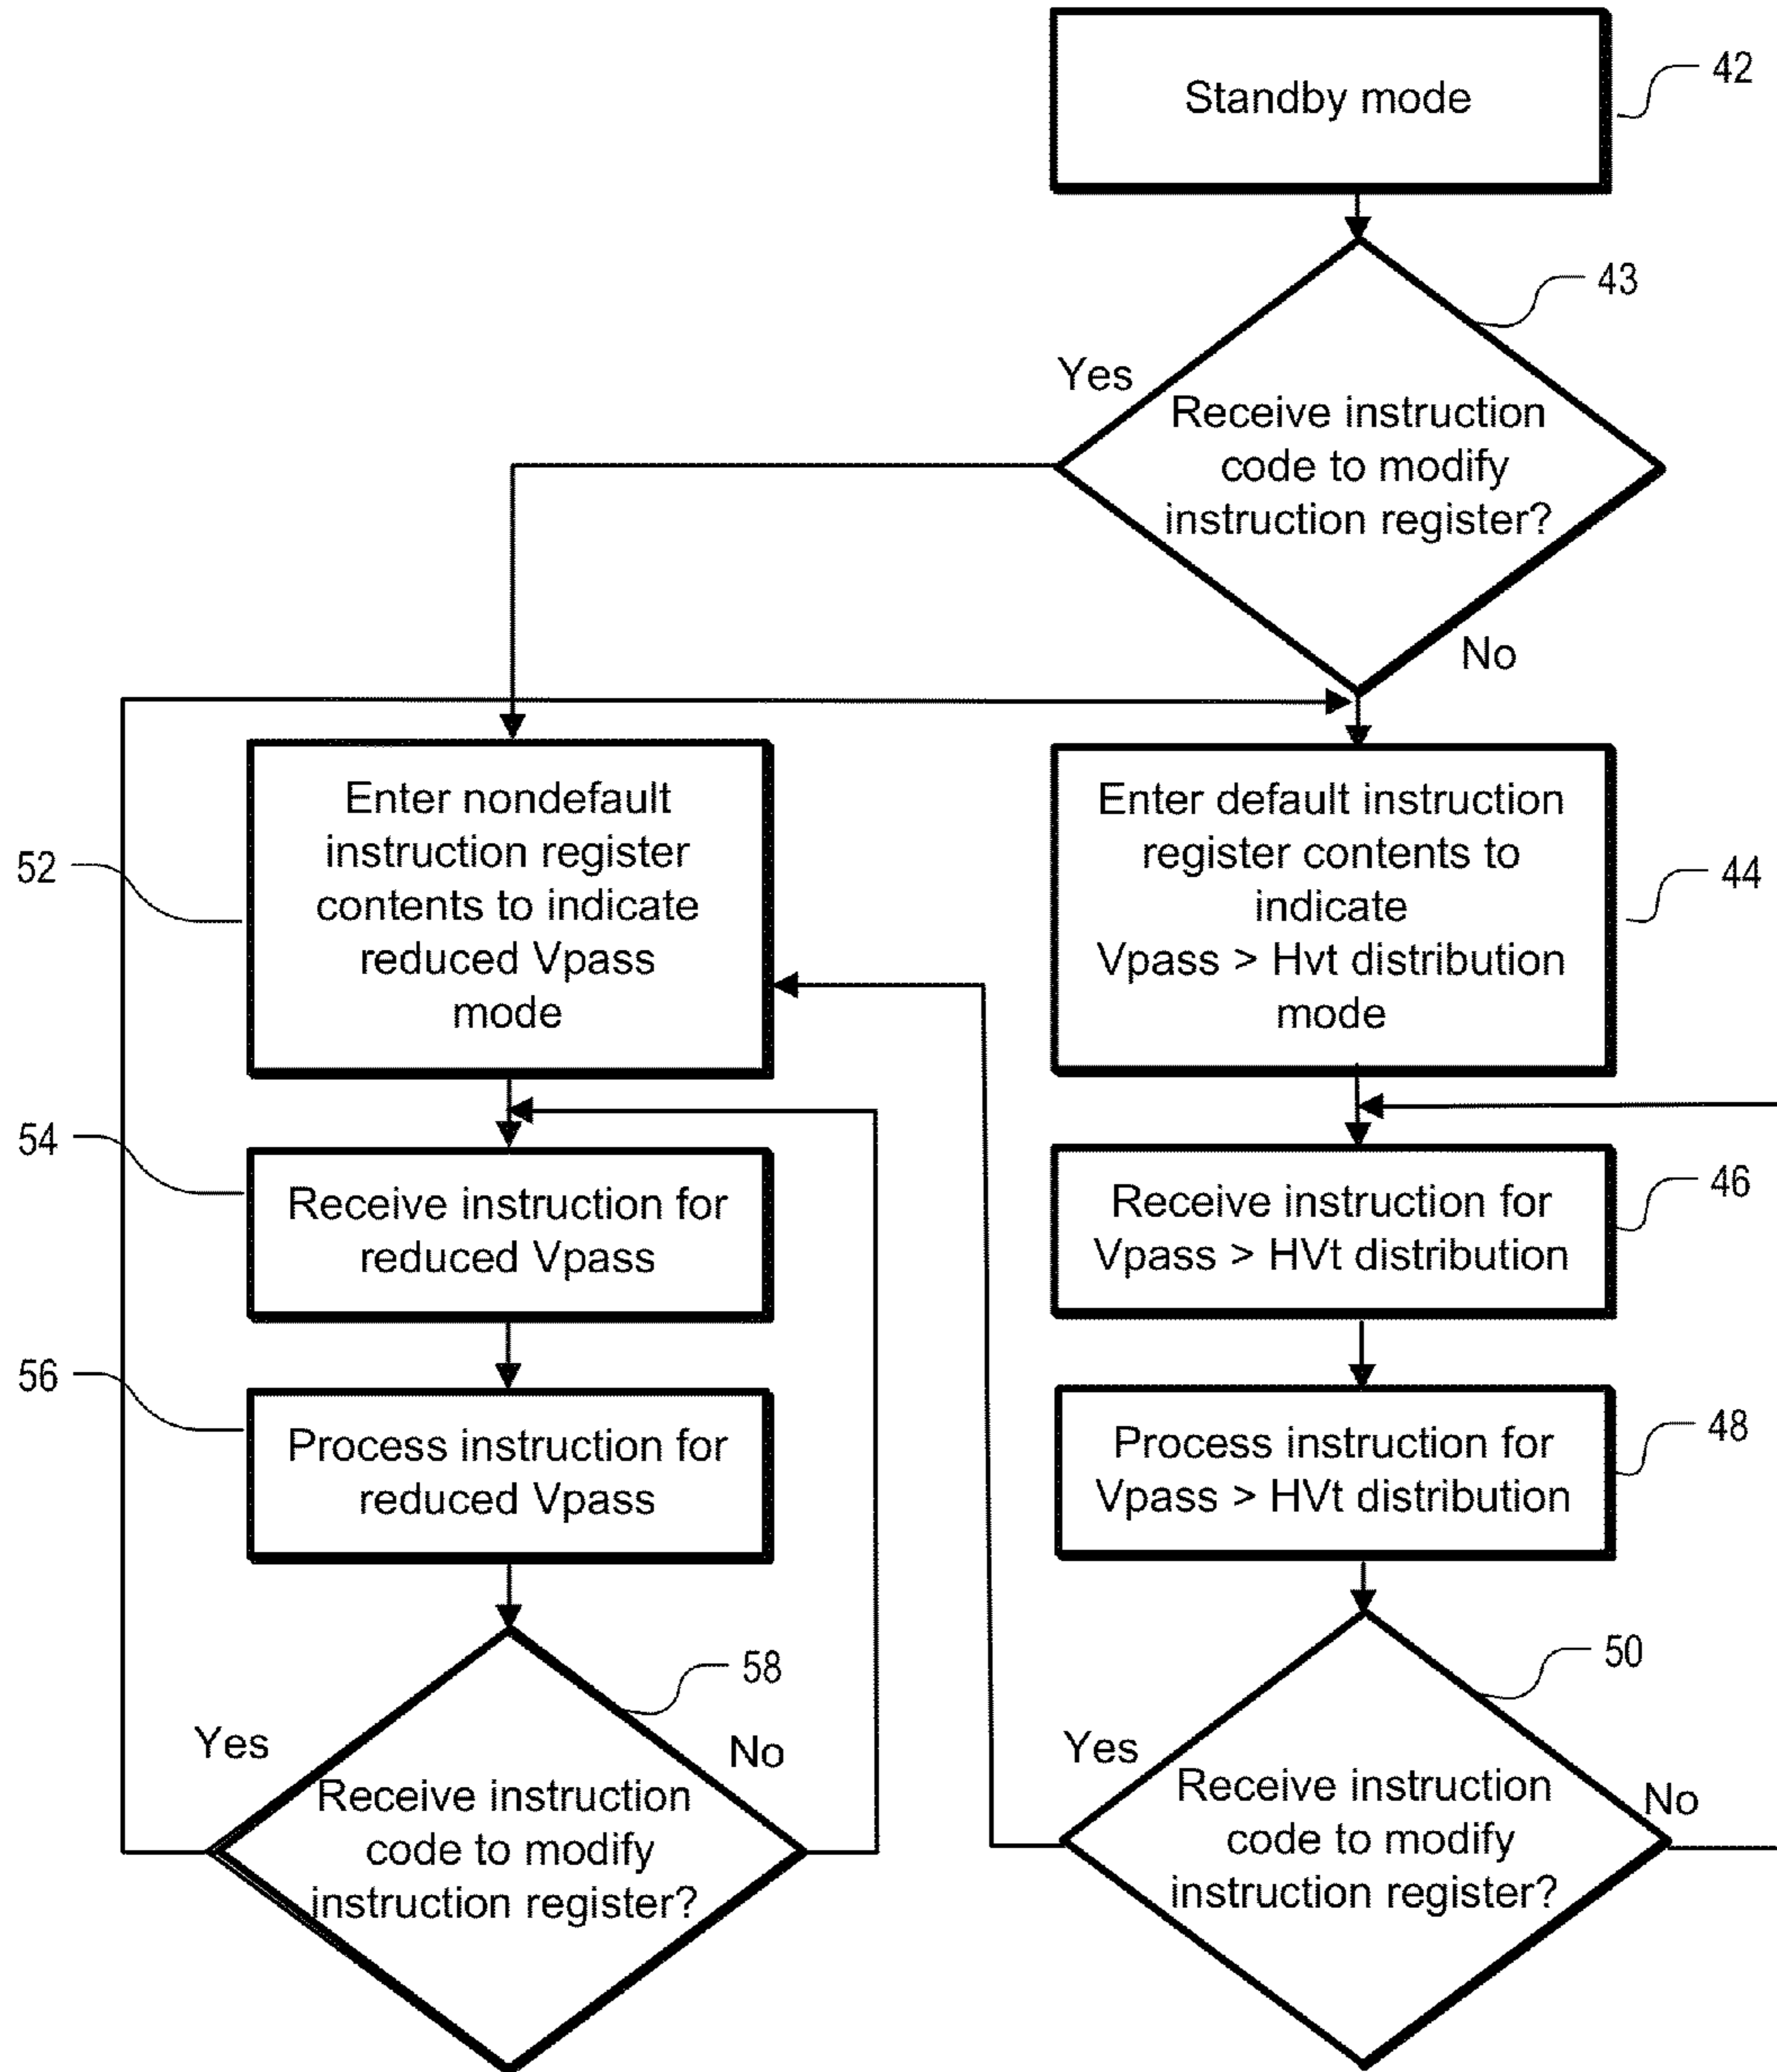 Standby mode
42
43
Yes
Receive instruction
code to modify
instruction register?
No
Enter nondefault
instruction register
contents to indicate
reduced Vpass
mode
52
Enter default instruction
register contents to
indicate
Vpass > Hvt distribution
mode
44
54
Receive instruction for
reduced Vpass
Receive instruction for
Vpass > HVt distribution
46
56
Process instruction for
reduced Vpass
Process instruction for
Vpass > HVt distribution
48
58
Yes
No
Receive instruction
code to modify
instruction register?
50
Yes
No
Receive instruction
code to modify
instruction register?